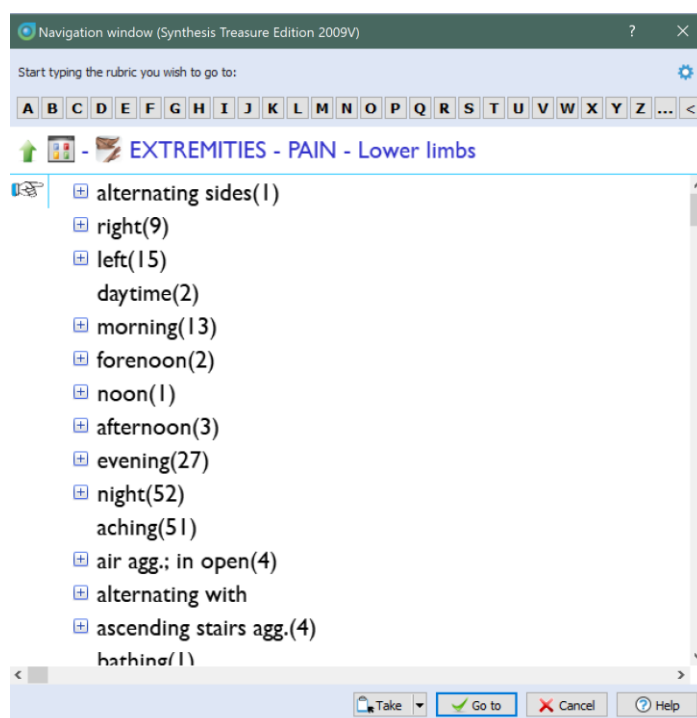 Navigation window (Synthesis Treasure Edition 2009V) ? ×
Start typing the rubric you wish to go to:
A B C D E F G H I J K L M N O P Q R S T U V W X Y Z ... <
- EXTREMITIES - PAIN - Lower limbs
alternating sides(1)
right(9)
left(15)
daytime(2)
morning(13)
forenoon(2)
noon(1)
afternoon(3)
evening(27)
night(52)
aching(51)
air agg.; in open(4)
alternating with
ascending stairs agg.(4)
bathing(1)
Take Go to Cancel ? Help